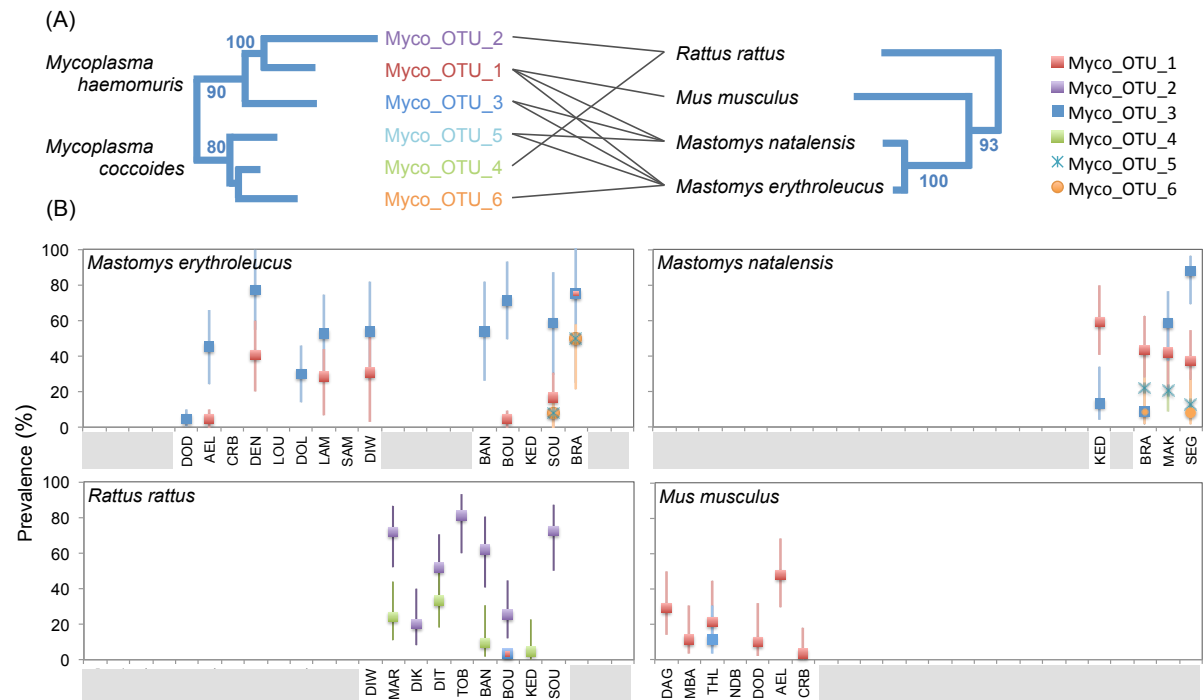 (A)
Mycoplasma
haemomuris
Mycoplasma
coccoides
100
90
80
Myco_OTU_2
Myco_OTU_1
Myco_OTU_3
Myco_OTU_5
Myco_OTU_4
Myco_OTU_6
Rattus rattus
Mus musculus
Mastomys natalensis
Mastomys erythroleucus
93
100
Myco_OTU_1
Myco_OTU_2
Myco_OTU_3
Myco_OTU_4
Myco_OTU_5
Myco_OTU_6
(B)
Prevalence (%)
Mastomys erythroleucus
100
80
60
40
20
0
DOD AEL CRB DEN LOU DOL LAM SAM DIW BAN BOU KED SOU BRA
Mastomys natalensis
KED BRA MAK SEG
Rattus rattus
100
80
60
40
20
0
DIW MAR DIK DIT TOB BAN BOU KED SOU
Mus musculus
DAG MBA THL NDB DOD AEL CRB